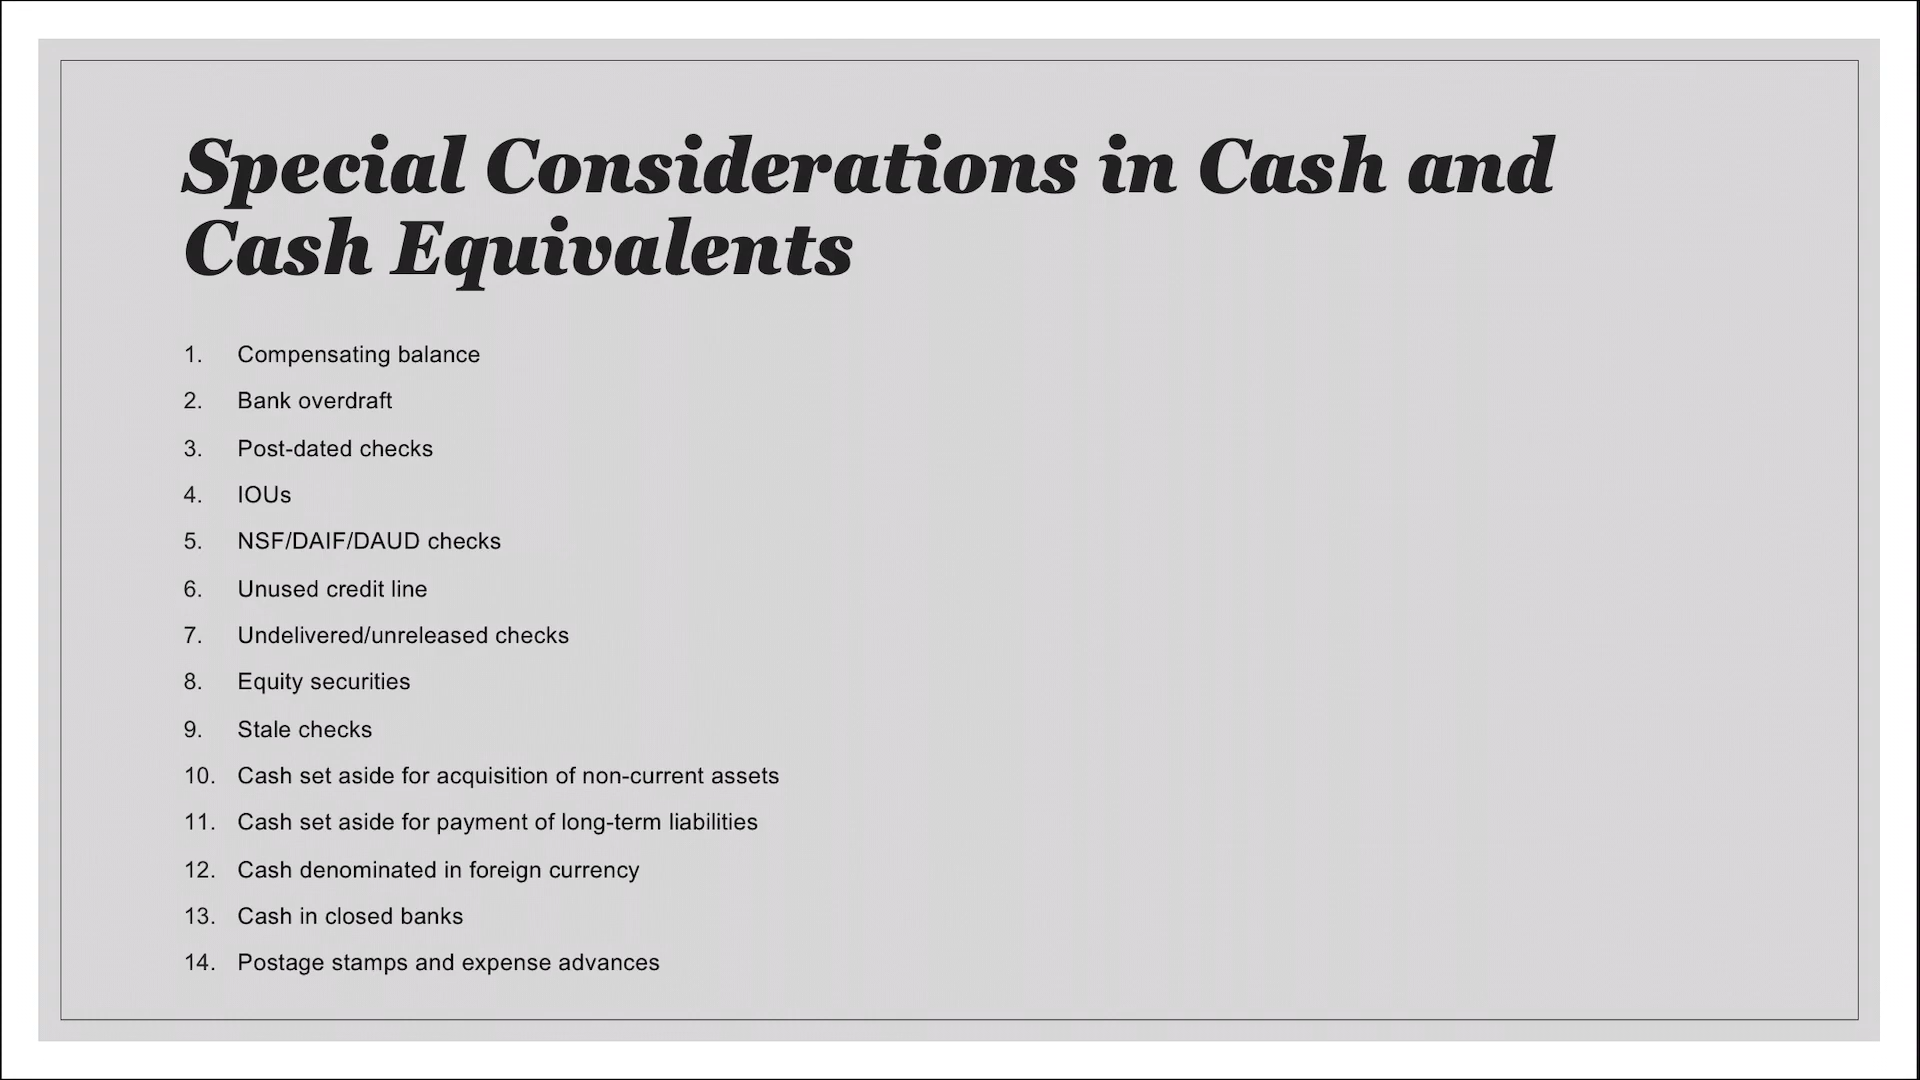 Special Considerations in Cash and
Cash Equivalents
1. Compensating balance
2. Bank overdraft
3. Post-dated checks
4. IOUs
5. NSF/DAIF/DAUD checks
6. Unused credit line
7. Undelivered/unreleased checks
8. Equity securities
9. Stale checks
10. Cash set aside for acquisition of non-current assets
11. Cash set aside for payment of long-term liabilities
12. Cash denominated in foreign currency
13. Cash in closed banks
14. Postage stamps and expense advances